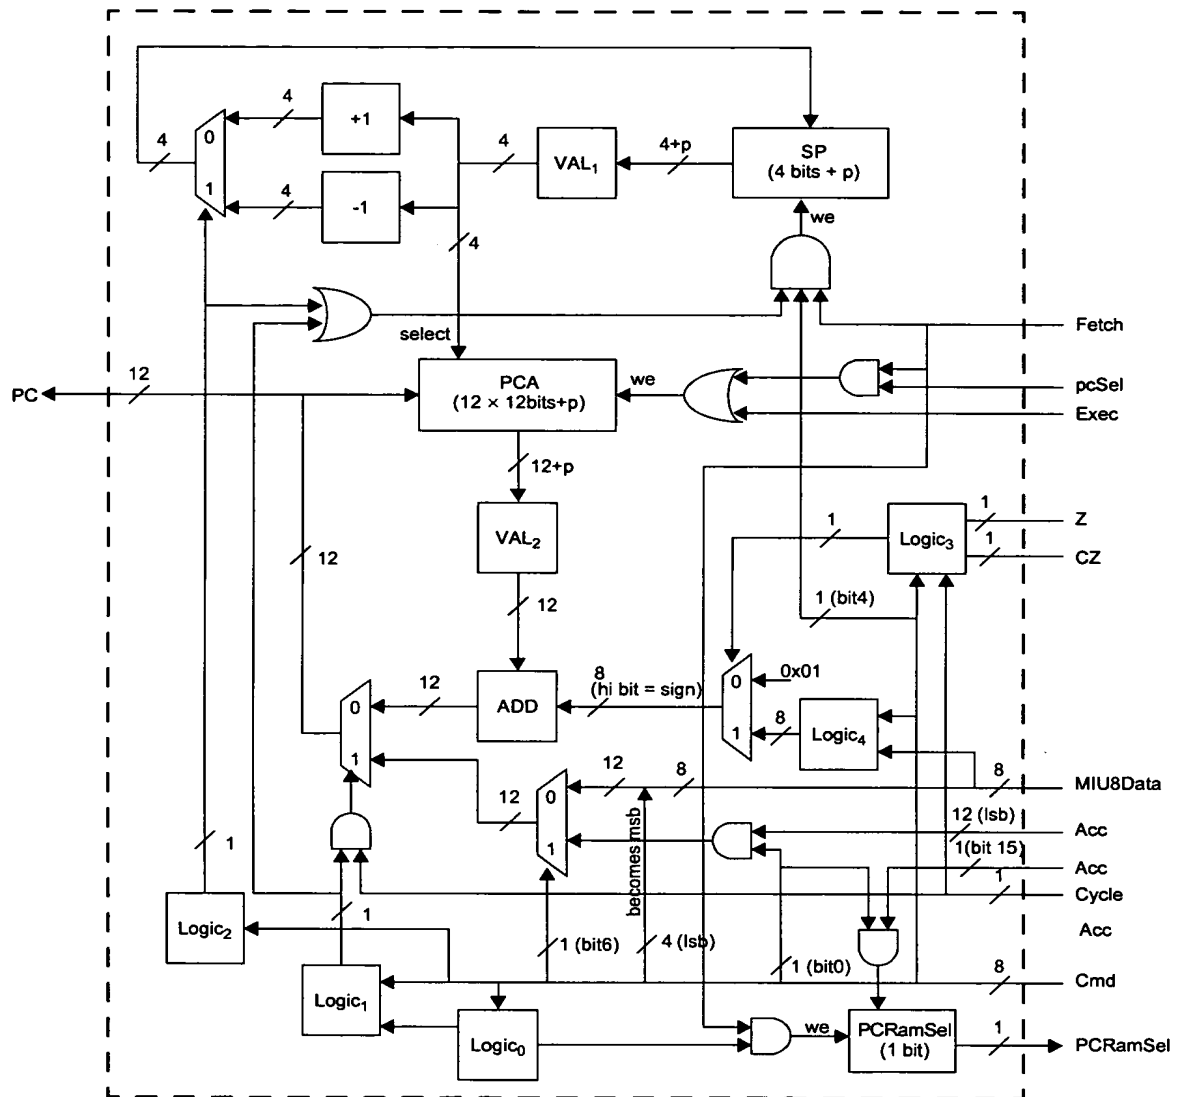 4
+1
0
4
1
4
-1
4
VAL₁
4+p
SP
(4 bits + p)
we
4
select
Fetch
PC
12
PCA
(12 × 12bits+p)
we
pcSel
Exec
12+p
VAL₂
12
12
1
Logic₃
1
Z
1
CZ
1 (bit4)
0
0x01
1
8
(hi bit = sign)
ADD
12
0
1
8
Logic₄
12
0
1
12
8
8
MIU8Data
becomes msb
12 (lsb)
Acc
1(bit 15)
Acc
1
Cycle
1
Logic₂
1
Acc
1 (bit6)
4 (lsb)
1 (bit0)
8
Cmd
Logic₁
Logic₀
we
PCRamSel
(1 bit)
1
PCRamSel